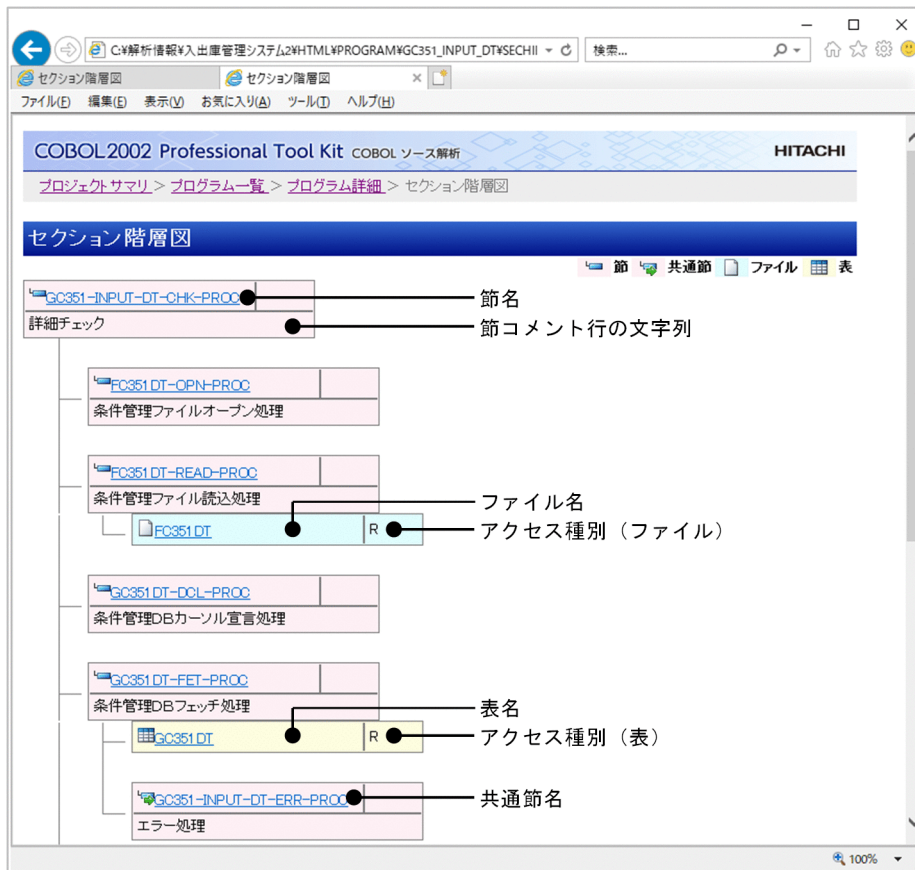 C:¥解析情報¥入出庫管理システム2¥HTML¥PROGRAM¥GC351_INPUT_DT¥SECHII
検索...
セクション階層図
セクション階層図
ファイル(F) 編集(E) 表示(V) お気に入り(A) ツール(T) ヘルプ(H)
COBOL2002 Professional Tool Kit COBOL ソース解析
HITACHI
プロジェクトサマリ > プログラム一覧 > プログラム詳細 > セクション階層図
セクション階層図
節 共通節 ファイル 表
GC351-INPUT-DT-CHK-PROC
節名
詳細チェック
節コメント行の文字列
FC351DT-OPN-PROC
条件管理ファイルオープン処理
FC351DT-READ-PROC
条件管理ファイル読込処理
ファイル名
FC351DT R
アクセス種別（ファイル）
GC351DT-DCL-PROC
条件管理DBカーソル宣言処理
GC351DT-FET-PROC
条件管理DBフェッチ処理
表名
GC351DT R
アクセス種別（表）
GC351-INPUT-DT-ERR-PROC
共通節名
エラー処理
100%